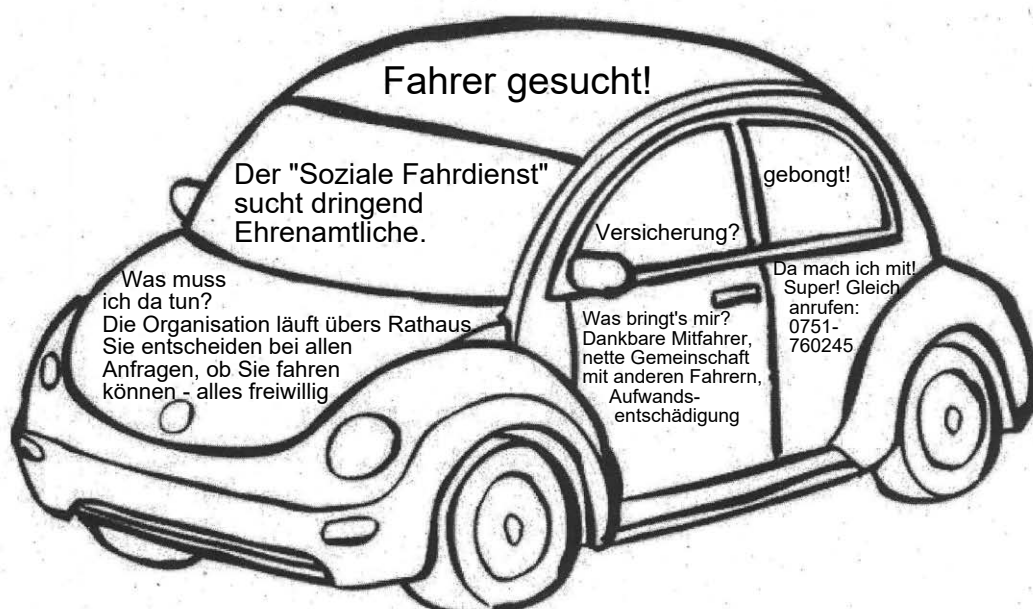 Fahrer gesucht!
Der "Soziale Fahrdienst"
sucht dringend
Ehrenamtliche.
Was muss
ich da tun?
Die Organisation läuft übers Rathaus
Sie entscheiden bei allen
Anfragen, ob Sie fahren
können - alles freiwillig
Versicherung?
gebongt!
Was bringt's mir?
Dankbare Mitfahrer,
nette Gemeinschaft
mit anderen Fahrern,
Aufwands-
entschädigung
Da mach ich mit!
Super! Gleich
anrufen:
0751-
760245